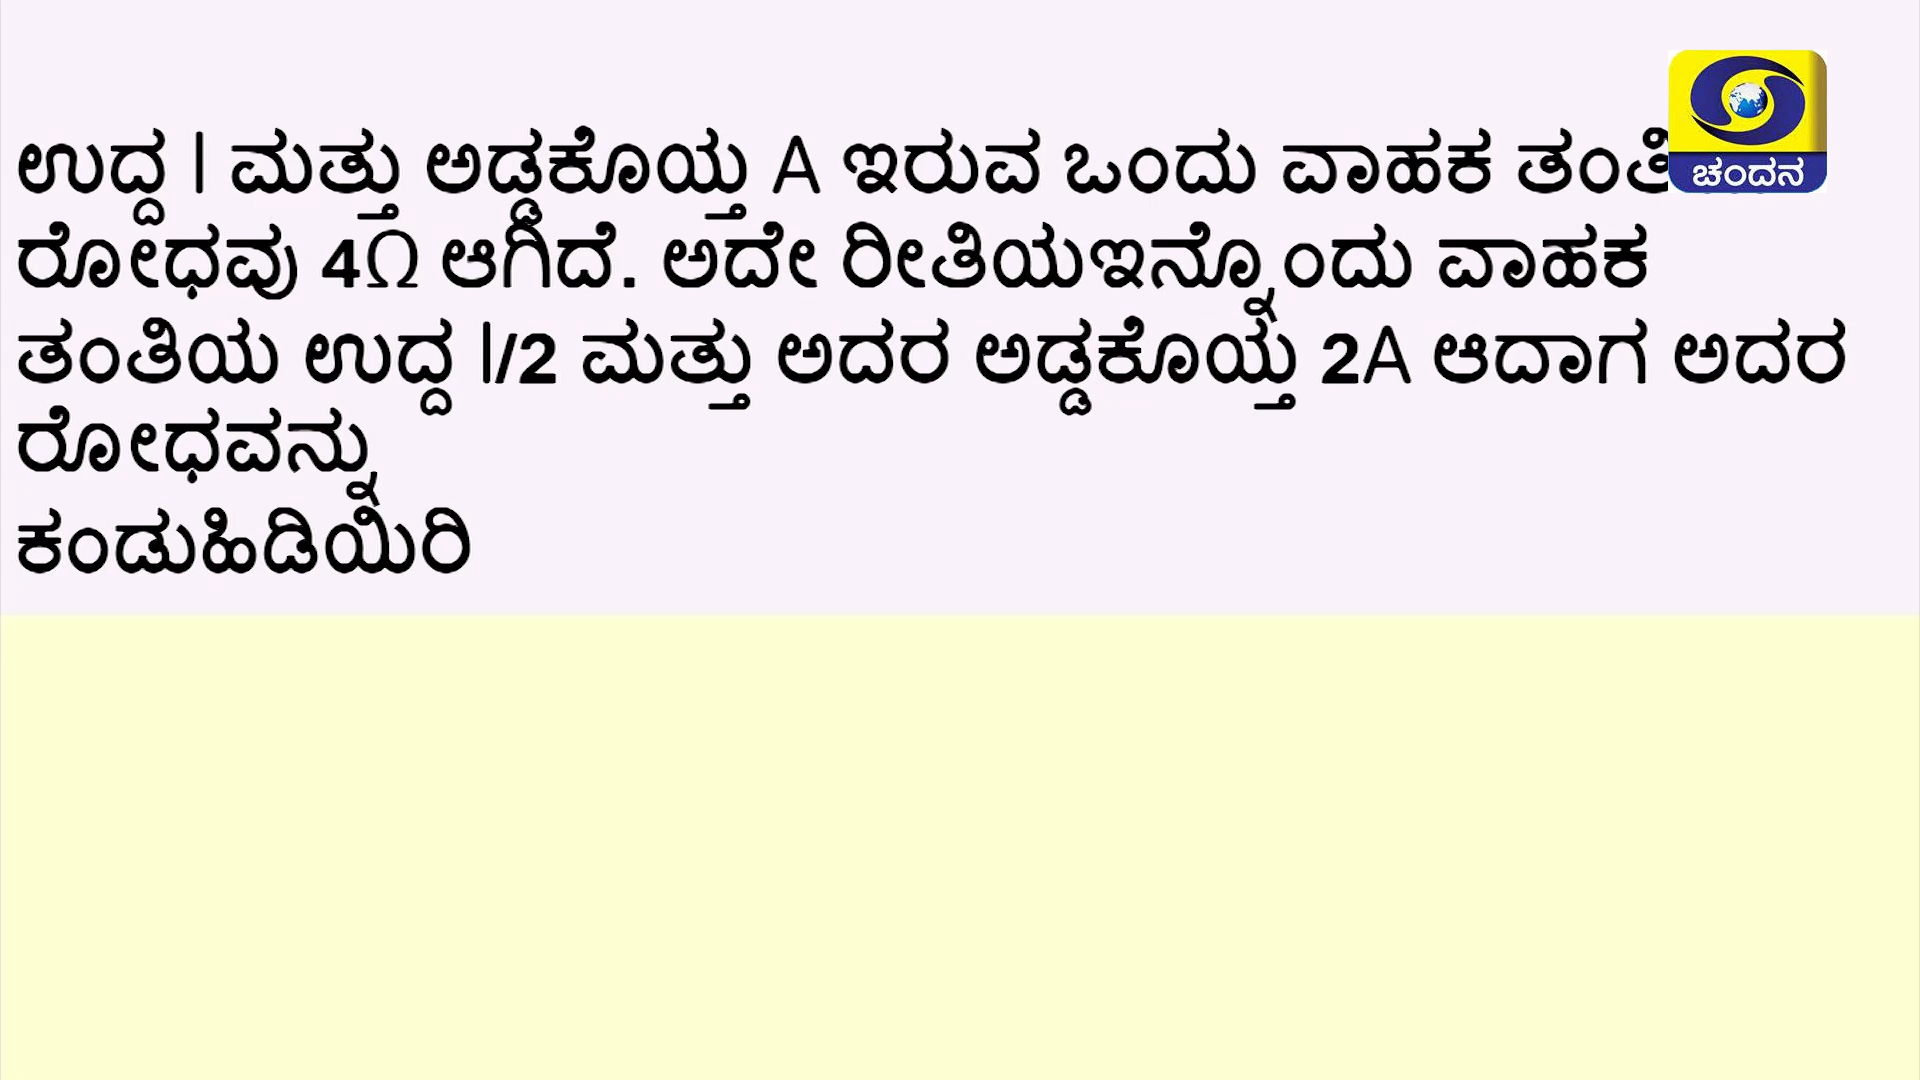 ಉದ್ದ l ಮತ್ತು ಅಡ್ಡಕೊಯ್ತ A ಇರುವ ಒಂದು ವಾಹಕ
ರೋಧವು 4Ω ಆಗಿದೆ. ಅದೇ ರೀತಿಯಇನ್ನೊಂದು ವಾಹಕ
ತಂತಿಯ ಉದ್ದ l/2 ಮತ್ತು ಅದರ ಅಡ್ಡಕೊಯ್ತ 2A ಆದಾಗ ಅದರ
ರೋಧವನ್ನು
ಕಂಡುಹಿಡಿಯಿರಿ
ಚಂದನ